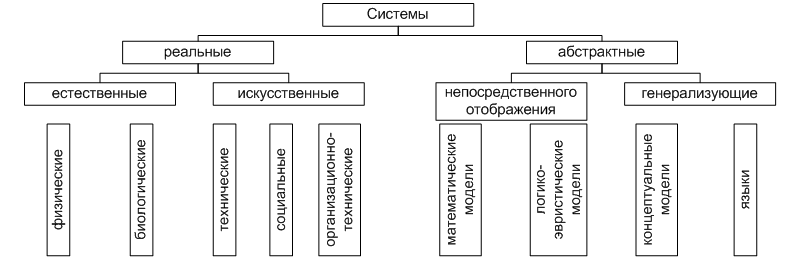 Системы
реальные
абстрактные
естественные
искусственные
непосредственного
отображения
генерализующие
физические
биологические
технические
социальные
организационно-
технические
математические
модели
логико-
эвристические
модели
концептуальные
модели
языки